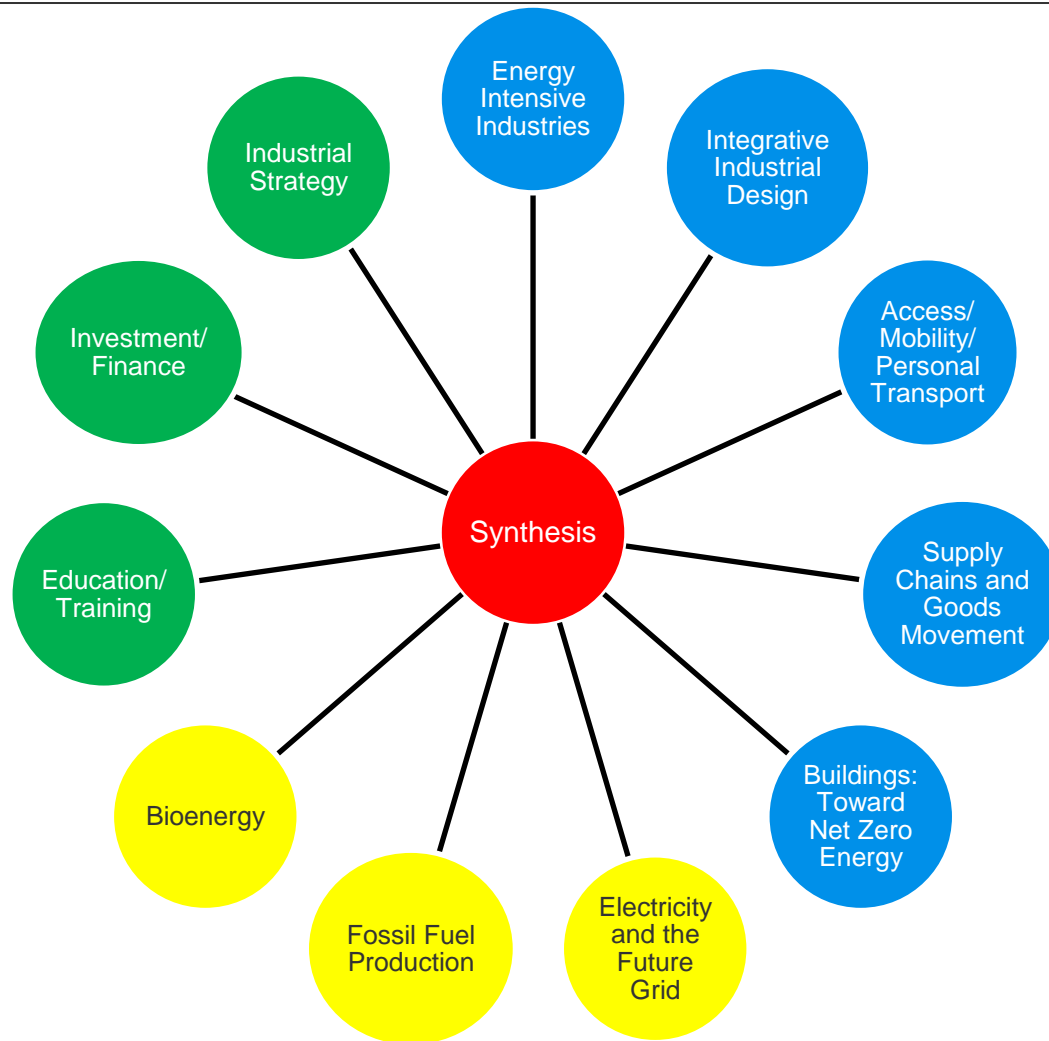 Energy
Intensive
Industries
Integrative
Industrial
Design
Access/
Mobility/
Personal
Transport
Supply
Chains and
Goods
Movement
Buildings:
Toward
Net Zero
Energy
Electricity
and the
Future
Grid
Fossil Fuel
Production
Bioenergy
Education/
Training
Investment/
Finance
Industrial
Strategy
Synthesis